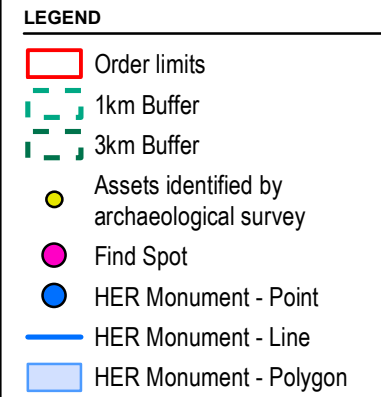 LEGEND
Order limits
1km Buffer
3km Buffer
Assets identified by
archaeological survey
Find Spot
HER Monument - Point
HER Monument - Line
HER Monument - Polygon